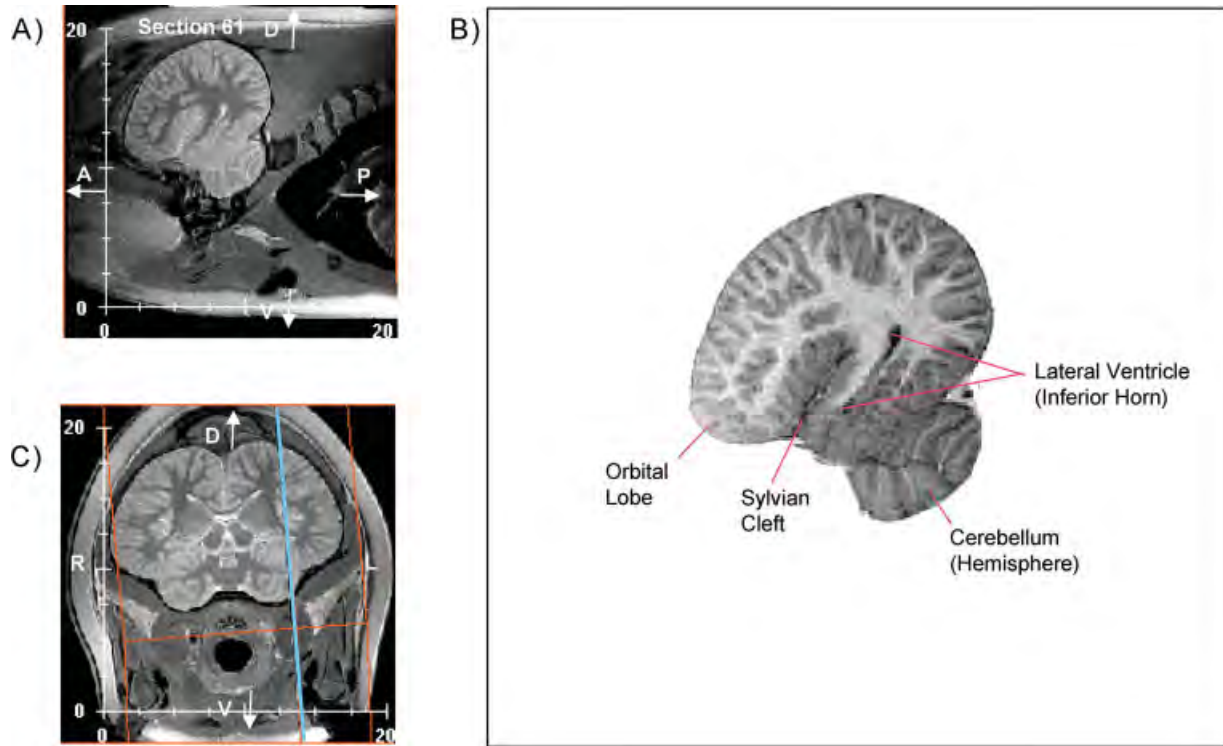 A)
20
Section 61
D
A
P
0
V
0
20
B)
Lateral Ventricle
(Inferior Horn)
Orbital
Lobe
Sylvian
Cleft
Cerebellum
(Hemisphere)
C)
20
D
R
L
V
0
0
20